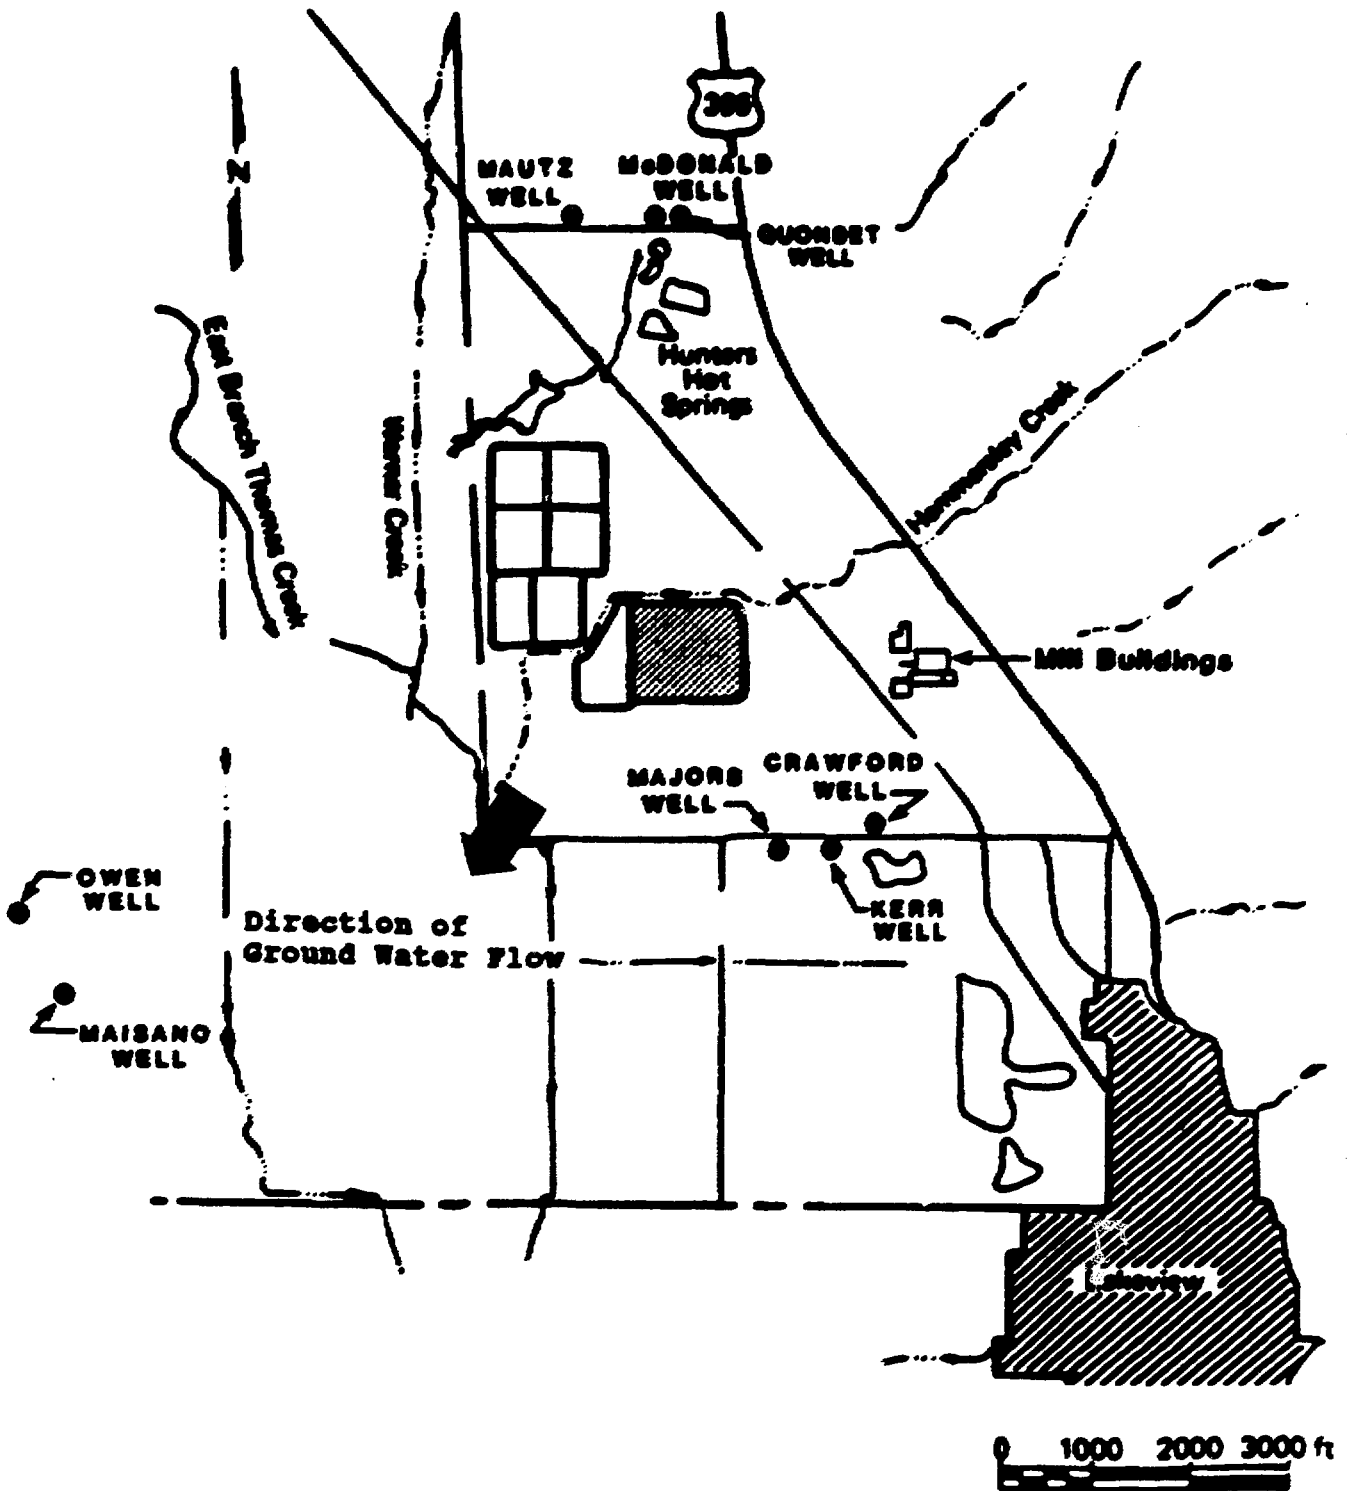 395
N
MAUTZ
WELL
McDONALD
WELL
QUONSET
WELL
Hunters
Hot
Springs
East Branch Thomas Creek
Warner Creek
Hammersley Creek
Mill Buildings
MAJORS
WELL
CRAWFORD
WELL
OWEN
WELL
KERR
WELL
Direction of
Ground Water Flow
MAISANO
WELL
Lakeview
0 1000 2000 3000 ft